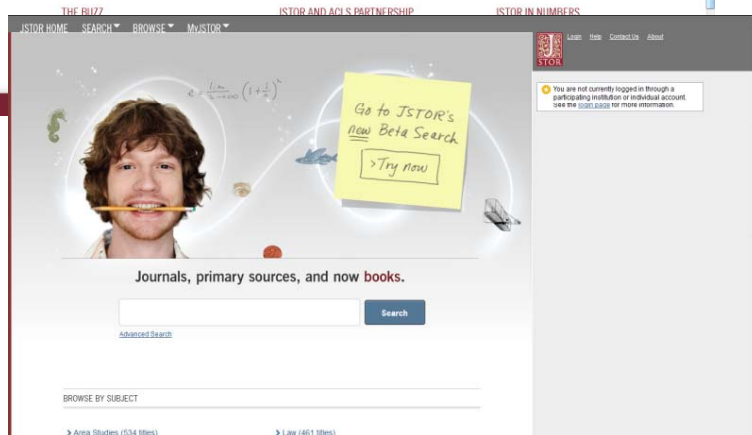 THE BUZZ
JSTOR AND ACLS PARTNERSHIP
JSTOR IN NUMBERS
JSTOR HOME SEARCH BROWSE MyJSTOR
JSTOR
Login Help Contact Us About
You are not currently logged in through a
participating institution or individual account.
See the login page for more information.
e = lim (1+1/n)^n
Go to JSTOR's
new Beta Search
>Try now
Journals, primary sources, and now books.
Search
Advanced Search
BROWSE BY SUBJECT
Area Studies (534 titles)
Law (461 titles)